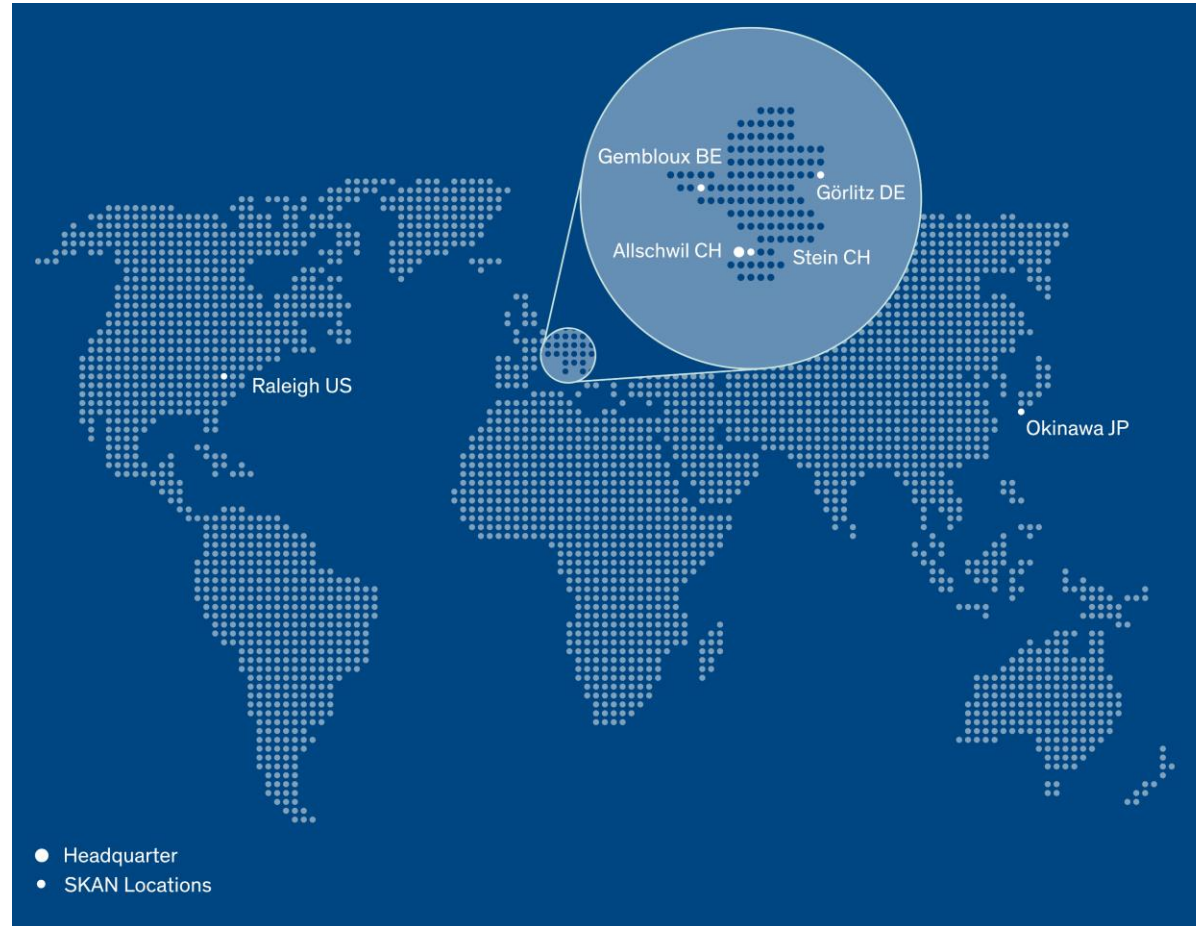 Gembloux BE
Görlitz DE
Allschwil CH
Stein CH
Raleigh US
Okinawa JP
Headquarter
SKAN Locations